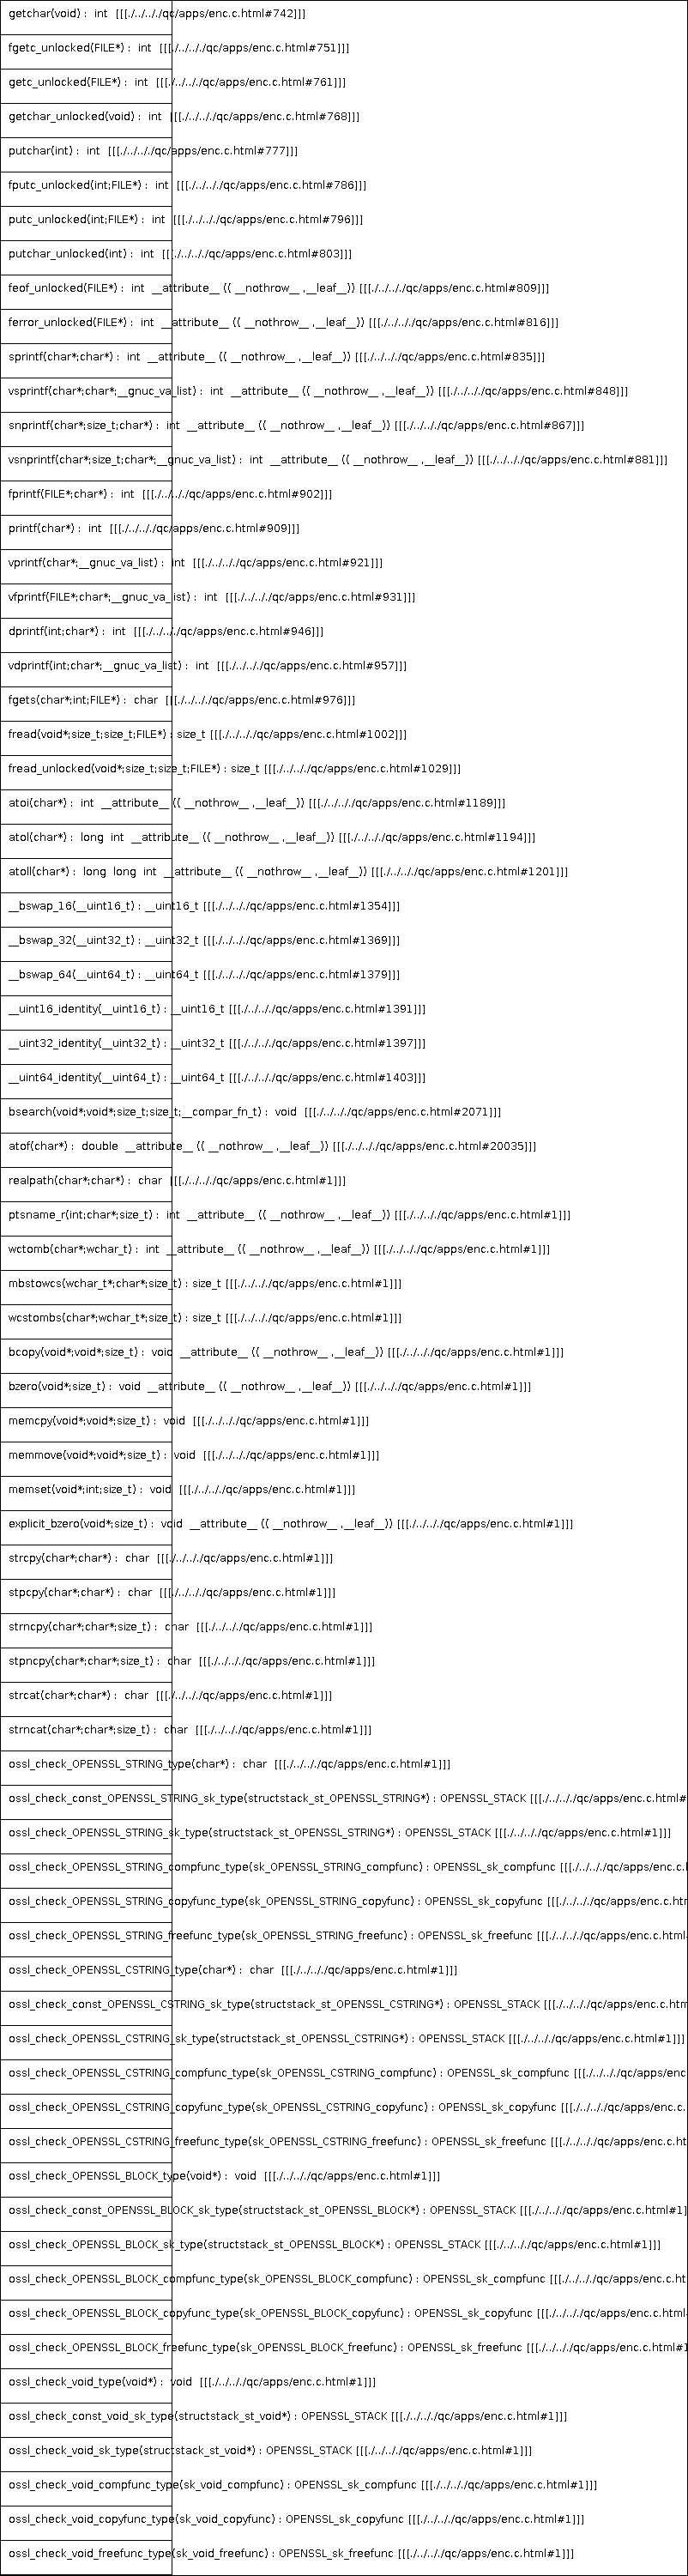 getchar(void) :  int  [[[./../.././qc/apps/enc.c.html#742]]]
fgetc_unlocked(FILE*) :  int  [[[./../.././qc/apps/enc.c.html#751]]]
getc_unlocked(FILE*) :  int  [[[./../.././qc/apps/enc.c.html#761]]]
getchar_unlocked(void) :  int  [[[./../.././qc/apps/enc.c.html#768]]]
putchar(int) :  int  [[[./../.././qc/apps/enc.c.html#777]]]
fputc_unlocked(int;FILE*) :  int  [[[./../.././qc/apps/enc.c.html#786]]]
putc_unlocked(int;FILE*) :  int  [[[./../.././qc/apps/enc.c.html#796]]]
putchar_unlocked(int) :  int  [[[./../.././qc/apps/enc.c.html#803]]]
feof_unlocked(FILE*) :  int  __attribute__ (( __nothrow__ ,__leaf__)) [[[./../.././qc/apps/enc.c.html#809]]]
ferror_unlocked(FILE*) :  int  __attribute__ (( __nothrow__ ,__leaf__)) [[[./../.././qc/apps/enc.c.html#816]]]
sprintf(char*;char*) :  int  __attribute__ (( __nothrow__ ,__leaf__)) [[[./../.././qc/apps/enc.c.html#835]]]
vsprintf(char*;char*;__gnuc_va_list) :  int  __attribute__ (( __nothrow__ ,__leaf__)) [[[./../.././qc/apps/enc.c.html#848]]]
snprintf(char*;size_t;char*) :  int  __attribute__ (( __nothrow__ ,__leaf__)) [[[./../.././qc/apps/enc.c.html#867]]]
vsnprintf(char*;size_t;char*;__gnuc_va_list) :  int  __attribute__ (( __nothrow__ ,__leaf__)) [[[./../.././qc/apps/enc.c.html#881]]]
fprintf(FILE*;char*) :  int  [[[./../.././qc/apps/enc.c.html#902]]]
printf(char*) :  int  [[[./../.././qc/apps/enc.c.html#909]]]
vprintf(char*;__gnuc_va_list) :  int  [[[./../.././qc/apps/enc.c.html#921]]]
vfprintf(FILE*;char*;__gnuc_va_list) :  int  [[[./../.././qc/apps/enc.c.html#931]]]
dprintf(int;char*) :  int  [[[./../.././qc/apps/enc.c.html#946]]]
vdprintf(int;char*;__gnuc_va_list) :  int  [[[./../.././qc/apps/enc.c.html#957]]]
fgets(char*;int;FILE*) :  char  [[[./../.././qc/apps/enc.c.html#976]]]
fread(void*;size_t;size_t;FILE*) : size_t [[[./../.././qc/apps/enc.c.html#1002]]]
fread_unlocked(void*;size_t;size_t;FILE*) : size_t [[[./../.././qc/apps/enc.c.html#1029]]]
atoi(char*) :  int  __attribute__ (( __nothrow__ ,__leaf__)) [[[./../.././qc/apps/enc.c.html#1189]]]
atol(char*) :  long  int  __attribute__ (( __nothrow__ ,__leaf__)) [[[./../.././qc/apps/enc.c.html#1194]]]
atoll(char*) :  long  long  int  __attribute__ (( __nothrow__ ,__leaf__)) [[[./../.././qc/apps/enc.c.html#1201]]]
__bswap_16(__uint16_t) : __uint16_t [[[./../.././qc/apps/enc.c.html#1354]]]
__bswap_32(__uint32_t) : __uint32_t [[[./../.././qc/apps/enc.c.html#1369]]]
__bswap_64(__uint64_t) : __uint64_t [[[./../.././qc/apps/enc.c.html#1379]]]
__uint16_identity(__uint16_t) : __uint16_t [[[./../.././qc/apps/enc.c.html#1391]]]
__uint32_identity(__uint32_t) : __uint32_t [[[./../.././qc/apps/enc.c.html#1397]]]
__uint64_identity(__uint64_t) : __uint64_t [[[./../.././qc/apps/enc.c.html#1403]]]
bsearch(void*;void*;size_t;size_t;__compar_fn_t) :  void  [[[./../.././qc/apps/enc.c.html#2071]]]
atof(char*) :  double  __attribute__ (( __nothrow__ ,__leaf__)) [[[./../.././qc/apps/enc.c.html#20035]]]
realpath(char*;char*) :  char  [[[./../.././qc/apps/enc.c.html#1]]]
ptsname_r(int;char*;size_t) :  int  __attribute__ (( __nothrow__ ,__leaf__)) [[[./../.././qc/apps/enc.c.html#1]]]
wctomb(char*;wchar_t) :  int  __attribute__ (( __nothrow__ ,__leaf__)) [[[./../.././qc/apps/enc.c.html#1]]]
mbstowcs(wchar_t*;char*;size_t) : size_t [[[./../.././qc/apps/enc.c.html#1]]]
wcstombs(char*;wchar_t*;size_t) : size_t [[[./../.././qc/apps/enc.c.html#1]]]
bcopy(void*;void*;size_t) :  void  __attribute__ (( __nothrow__ ,__leaf__)) [[[./../.././qc/apps/enc.c.html#1]]]
bzero(void*;size_t) :  void  __attribute__ (( __nothrow__ ,__leaf__)) [[[./../.././qc/apps/enc.c.html#1]]]
memcpy(void*;void*;size_t) :  void  [[[./../.././qc/apps/enc.c.html#1]]]
memmove(void*;void*;size_t) :  void  [[[./../.././qc/apps/enc.c.html#1]]]
memset(void*;int;size_t) :  void  [[[./../.././qc/apps/enc.c.html#1]]]
explicit_bzero(void*;size_t) :  void  __attribute__ (( __nothrow__ ,__leaf__)) [[[./../.././qc/apps/enc.c.html#1]]]
strcpy(char*;char*) :  char  [[[./../.././qc/apps/enc.c.html#1]]]
stpcpy(char*;char*) :  char  [[[./../.././qc/apps/enc.c.html#1]]]
strncpy(char*;char*;size_t) :  char  [[[./../.././qc/apps/enc.c.html#1]]]
stpncpy(char*;char*;size_t) :  char  [[[./../.././qc/apps/enc.c.html#1]]]
strcat(char*;char*) :  char  [[[./../.././qc/apps/enc.c.html#1]]]
strncat(char*;char*;size_t) :  char  [[[./../.././qc/apps/enc.c.html#1]]]
ossl_check_OPENSSL_STRING_type(char*) :  char  [[[./../.././qc/apps/enc.c.html#1]]]
ossl_check_const_OPENSSL_STRING_sk_type(structstack_st_OPENSSL_STRING*) : OPENSSL_STACK [[[./../.././qc/apps/enc.c.html#
ossl_check_OPENSSL_STRING_sk_type(structstack_st_OPENSSL_STRING*) : OPENSSL_STACK [[[./../.././qc/apps/enc.c.html#1]]]
ossl_check_OPENSSL_STRING_compfunc_type(sk_OPENSSL_STRING_compfunc) : OPENSSL_sk_compfunc [[[./../.././qc/apps/enc.c.
ossl_check_OPENSSL_STRING_copyfunc_type(sk_OPENSSL_STRING_copyfunc) : OPENSSL_sk_copyfunc [[[./../.././qc/apps/enc.c.htm
ossl_check_OPENSSL_STRING_freefunc_type(sk_OPENSSL_STRING_freefunc) : OPENSSL_sk_freefunc [[[./../.././qc/apps/enc.c.html
ossl_check_OPENSSL_CSTRING_type(char*) :  char  [[[./../.././qc/apps/enc.c.html#1]]]
ossl_check_const_OPENSSL_CSTRING_sk_type(structstack_st_OPENSSL_CSTRING*) : OPENSSL_STACK [[[./../.././qc/apps/enc.c.htm
ossl_check_OPENSSL_CSTRING_sk_type(structstack_st_OPENSSL_CSTRING*) : OPENSSL_STACK [[[./../.././qc/apps/enc.c.html#1]]]
ossl_check_OPENSSL_CSTRING_compfunc_type(sk_OPENSSL_CSTRING_compfunc) : OPENSSL_sk_compfunc [[[./../.././qc/apps/enc
ossl_check_OPENSSL_CSTRING_copyfunc_type(sk_OPENSSL_CSTRING_copyfunc) : OPENSSL_sk_copyfunc [[[./../.././qc/apps/enc.c.
ossl_check_OPENSSL_CSTRING_freefunc_type(sk_OPENSSL_CSTRING_freefunc) : OPENSSL_sk_freefunc [[[./../.././qc/apps/enc.c.ht
ossl_check_OPENSSL_BLOCK_type(void*) :  void  [[[./../.././qc/apps/enc.c.html#1]]]
ossl_check_const_OPENSSL_BLOCK_sk_type(structstack_st_OPENSSL_BLOCK*) : OPENSSL_STACK [[[./../.././qc/apps/enc.c.html#1]
ossl_check_OPENSSL_BLOCK_sk_type(structstack_st_OPENSSL_BLOCK*) : OPENSSL_STACK [[[./../.././qc/apps/enc.c.html#1]]]
ossl_check_OPENSSL_BLOCK_compfunc_type(sk_OPENSSL_BLOCK_compfunc) : OPENSSL_sk_compfunc [[[./../.././qc/apps/enc.c.ht
ossl_check_OPENSSL_BLOCK_copyfunc_type(sk_OPENSSL_BLOCK_copyfunc) : OPENSSL_sk_copyfunc [[[./../.././qc/apps/enc.c.html
ossl_check_OPENSSL_BLOCK_freefunc_type(sk_OPENSSL_BLOCK_freefunc) : OPENSSL_sk_freefunc [[[./../.././qc/apps/enc.c.html#1
ossl_check_void_type(void*) :  void  [[[./../.././qc/apps/enc.c.html#1]]]
ossl_check_const_void_sk_type(structstack_st_void*) : OPENSSL_STACK [[[./../.././qc/apps/enc.c.html#1]]]
ossl_check_void_sk_type(structstack_st_void*) : OPENSSL_STACK [[[./../.././qc/apps/enc.c.html#1]]]
ossl_check_void_compfunc_type(sk_void_compfunc) : OPENSSL_sk_compfunc [[[./../.././qc/apps/enc.c.html#1]]]
ossl_check_void_copyfunc_type(sk_void_copyfunc) : OPENSSL_sk_copyfunc [[[./../.././qc/apps/enc.c.html#1]]]
ossl_check_void_freefunc_type(sk_void_freefunc) : OPENSSL_sk_freefunc [[[./../.././qc/apps/enc.c.html#1]]]